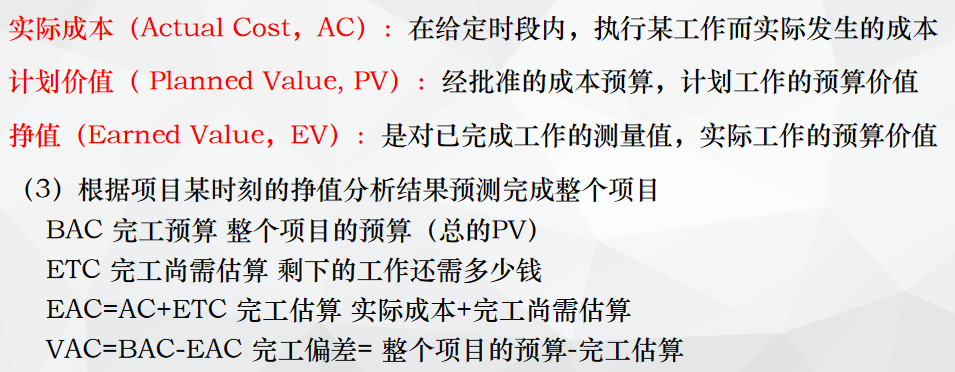 实际成本（Actual Cost，AC）：在给定时段内，执行某工作而实际发生的成本
计划价值（ Planned Value, PV）：经批准的成本预算，计划工作的预算价值
挣值（Earned Value，EV）：是对已完成工作的测量值，实际工作的预算价值
（3）根据项目某时刻的挣值分析结果预测完成整个项目
BAC 完工预算 整个项目的预算（总的PV）
ETC 完工尚需估算 剩下的工作还需多少钱
EAC=AC+ETC 完工估算 实际成本+完工尚需估算
VAC=BAC-EAC 完工偏差= 整个项目的预算-完工估算